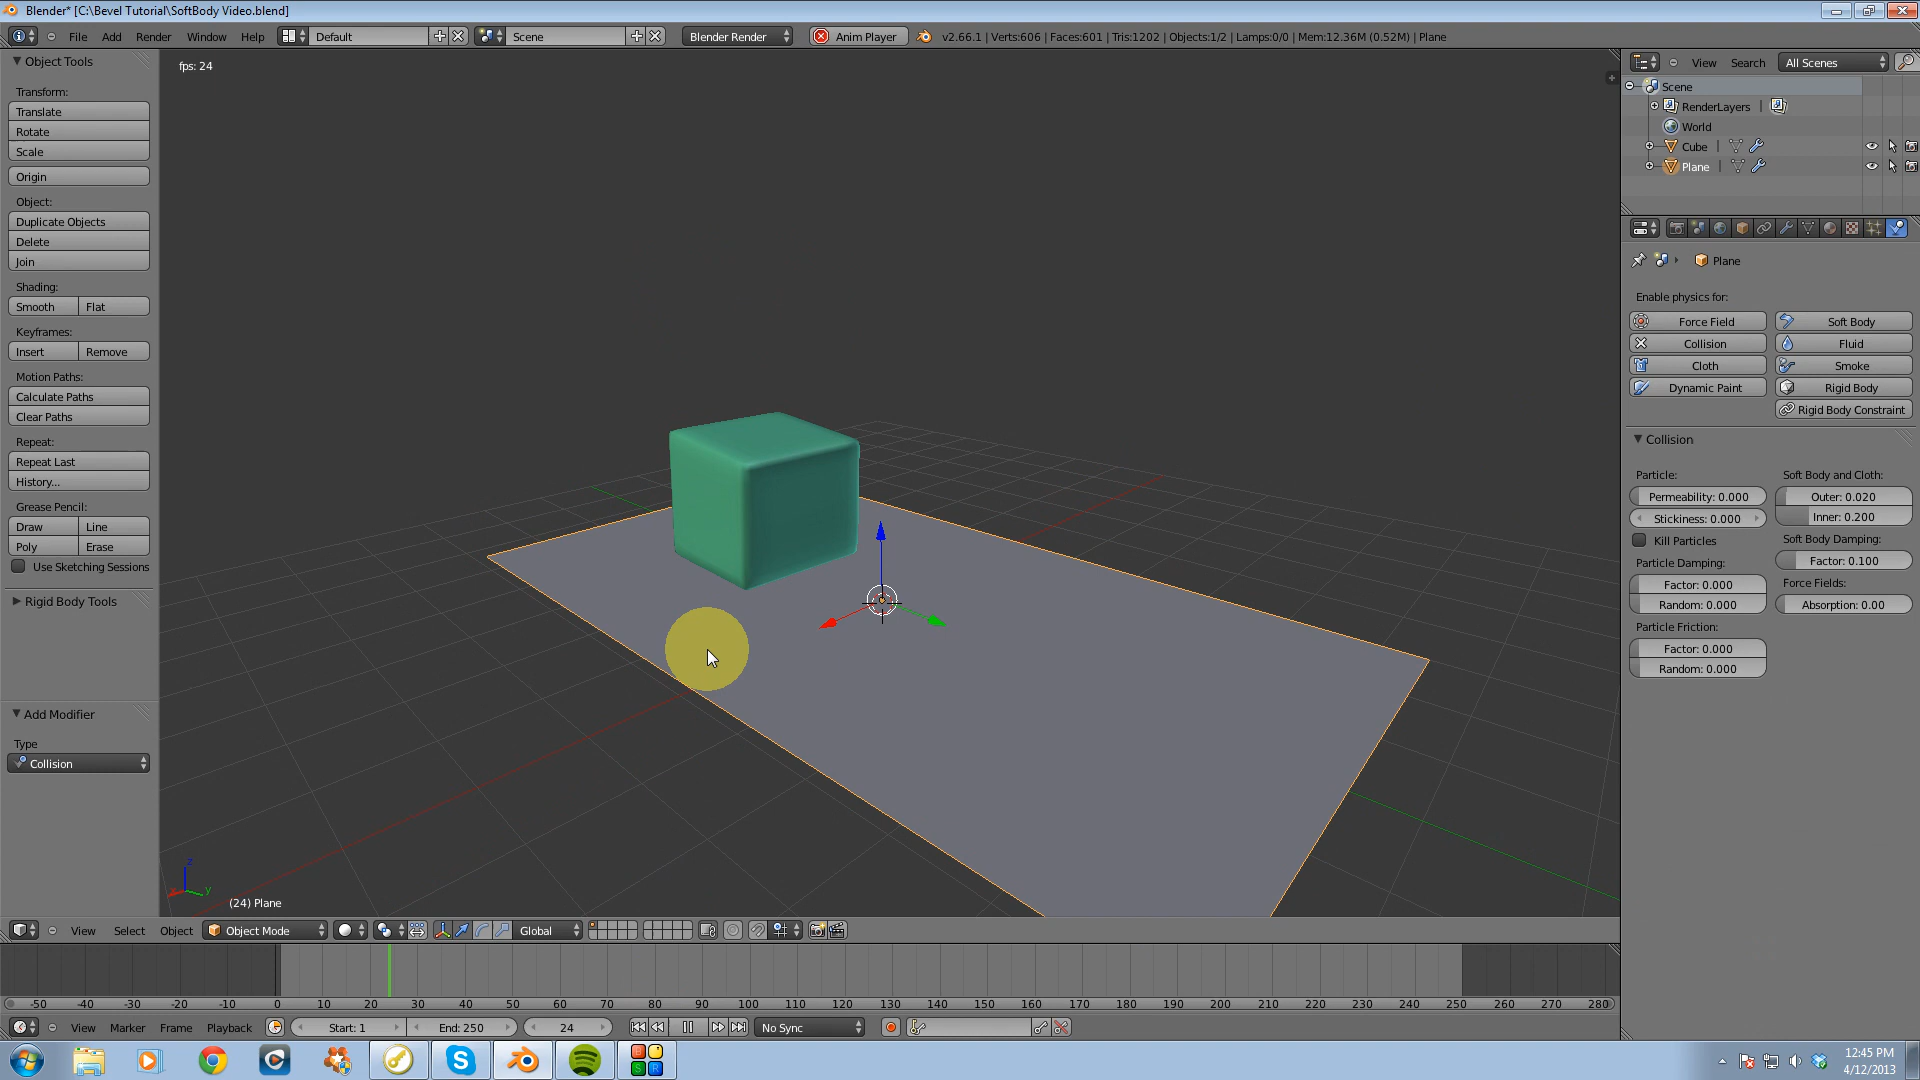 Blender* [C:\Bevel Tutorial\SoftBody Video.blend]
File Add Render Window Help Default Scene Blender Render Anim Player v2.66.1 | Verts:606 | Faces:601 | Tris:1202 | Objects:1/2 | Lamps:0/0 | Mem:12.36M (0.52M) | Plane
Object Tools
Transform:
Translate
Rotate
Scale
Origin
Object:
Duplicate Objects
Delete
Join
Shading:
Smooth Flat
Keyframes:
Insert Remove
Motion Paths:
Calculate Paths
Clear Paths
Repeat:
Repeat Last
History...
Grease Pencil:
Draw Line
Poly Erase
Use Sketching Sessions
Rigid Body Tools
Add Modifier
Type
Collision
fps: 24
z
x y
(24) Plane
View Select Object Object Mode Global
-50 -40 -30 -20 -10 0 10 20 30 40 50 60 70 80 90 100 110 120 130 140 150 160 170 180 190 200 210 220 230 240 250 260 270 280
View Marker Frame Playback Start: 1 End: 250 24 No Sync
View Search All Scenes
Scene
RenderLayers |
World
Cube |
Plane |
Plane
Enable physics for:
Force Field Soft Body
Collision Fluid
Cloth Smoke
Dynamic Paint Rigid Body
Rigid Body Constraint
Collision
Particle: Soft Body and Cloth:
Permeability: 0.000 Outer: 0.020
Stickiness: 0.000 Inner: 0.200
Kill Particles Soft Body Damping:
Particle Damping: Factor: 0.100
Factor: 0.000 Force Fields:
Random: 0.000 Absorption: 0.00
Particle Friction:
Factor: 0.000
Random: 0.000
12:45 PM
4/12/2013